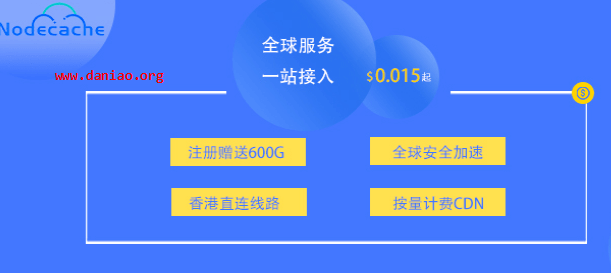 Nodecache
www.daniao.org
全球服务
一站接入
$0.015起
注册赠送600G
全球安全加速
香港直连线路
按量计费CDN